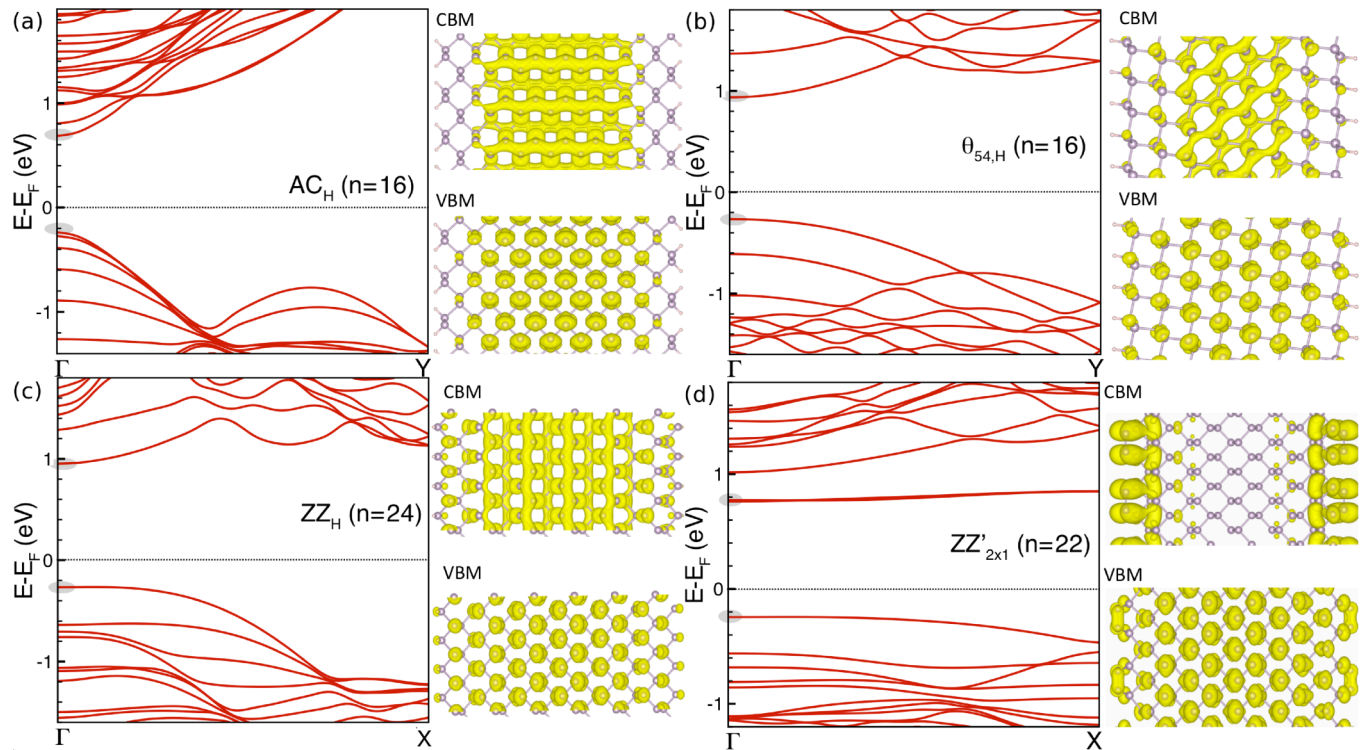 (a)
E-E_F (eV)
1
0
-1
AC_H (n=16)
Γ
Y
CBM
VBM
(b)
E-E_F (eV)
1
0
-1
θ_54,H (n=16)
Γ
Y
CBM
VBM
(c)
E-E_F (eV)
1
0
-1
ZZ_H (n=24)
Γ
X
CBM
VBM
(d)
E-E_F (eV)
1
0
-1
ZZ'_2x1 (n=22)
Γ
X
CBM
VBM